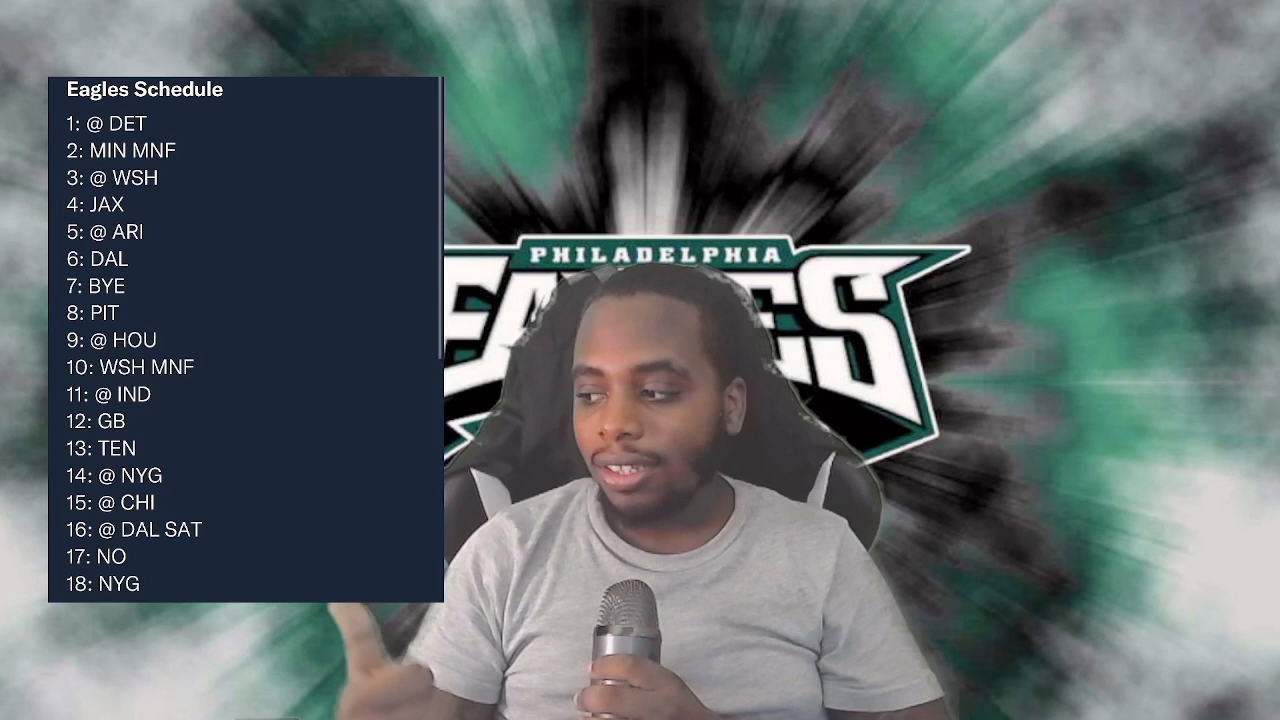 Eagles Schedule
1: @ DET
2: MIN MNF
3: @ WSH
4: JAX
5: @ ARI
6: DAL
7: BYE
8: PIT
9: @ HOU
10: WSH MNF
11: @ IND
12: GB
13: TEN
14: @ NYG
15: @ CHI
16: @ DAL SAT
17: NO
18: NYG
PHILADELPHIA
EAGLES